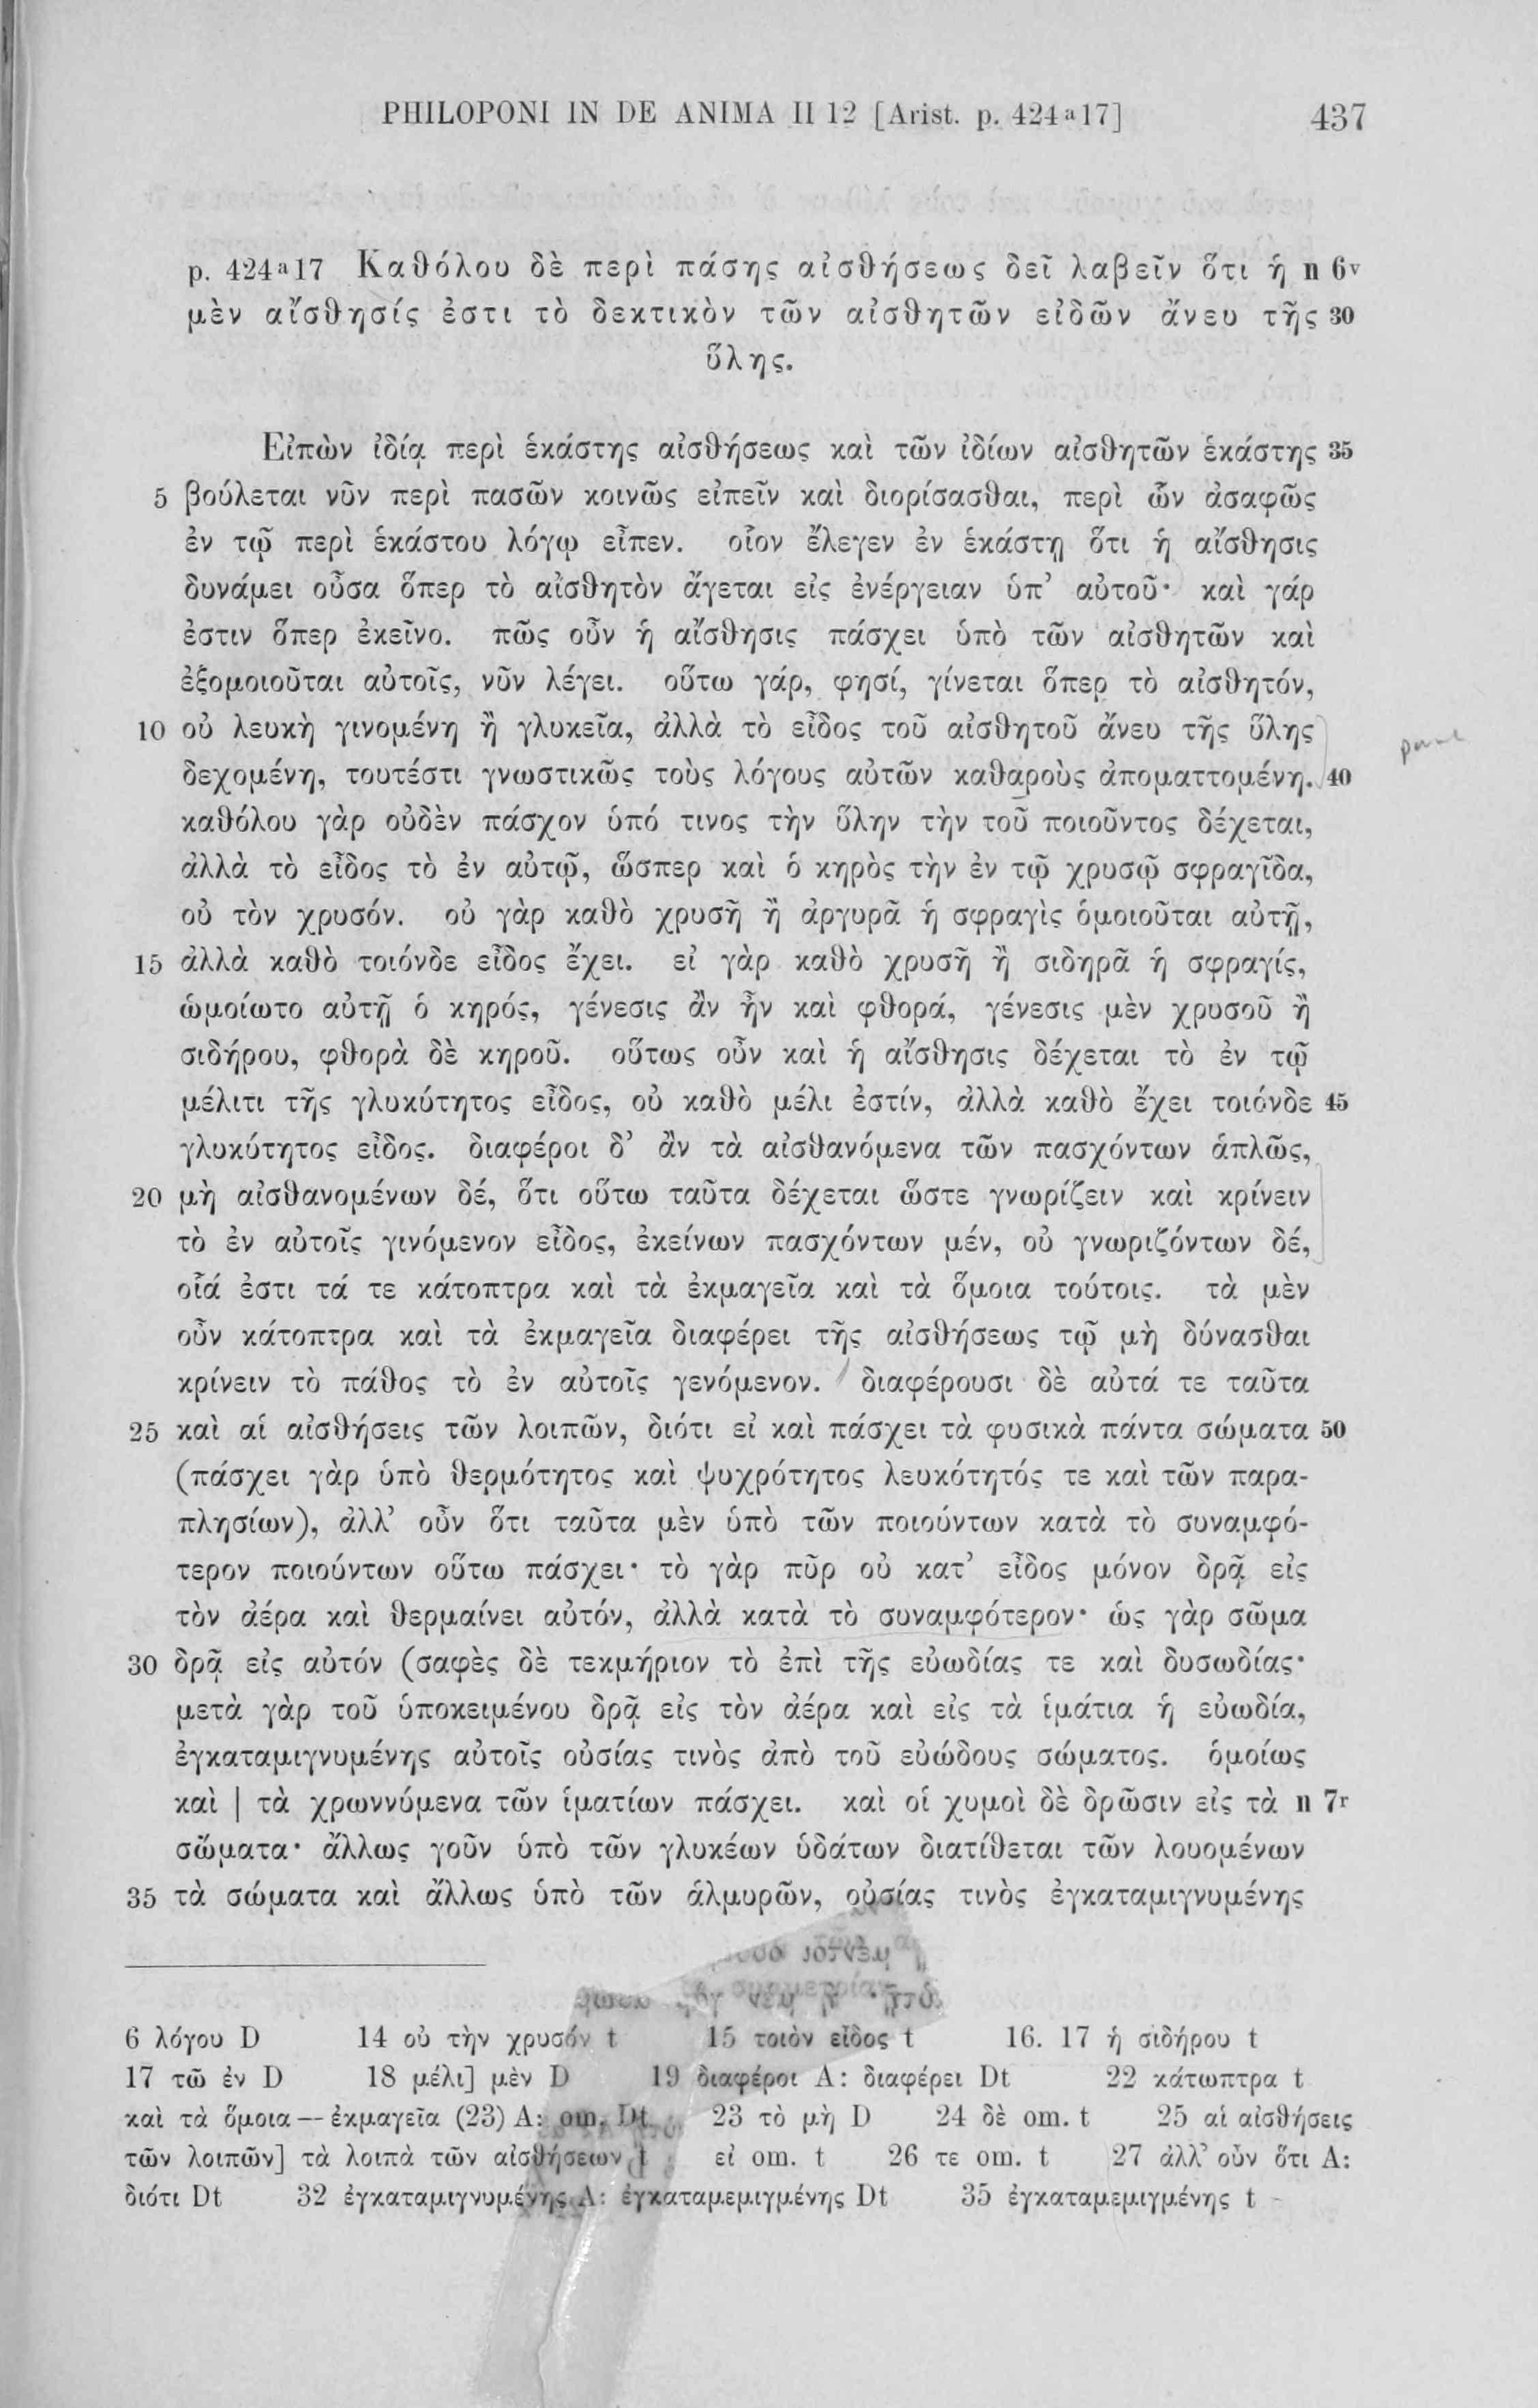 PHILOPONI IN DE ANIMA II 12 [Arist. p. 424ᵃ17] 437
p. 424ᵃ17 Καθόλου δὲ περὶ πάσης αἰσθήσεως δεῖ λαβεῖν ὅτι ἡ n 6v
μὲν αἴσθησίς ἐστι τὸ δεκτικὸν τῶν αἰσθητῶν εἰδῶν ἄνευ τῆς 30
ὕλης.
Εἰπὼν ἰδίᾳ περὶ ἑκάστης αἰσθήσεως καὶ τῶν ἰδίων αἰσθητῶν ἑκάστης 35
5 βούλεται νῦν περὶ πασῶν κοινῶς εἰπεῖν καὶ διορίσασθαι, περὶ ὧν ἀσαφῶς
ἐν τῷ περὶ ἑκάστου λόγῳ εἶπεν. οἷον ἔλεγεν ἐν ἑκάστῃ ὅτι ἡ αἴσθησις
δυνάμει οὖσα ὅπερ τὸ αἰσθητὸν ἄγεται εἰς ἐνέργειαν ὑπ’ αὐτοῦ· καὶ γάρ
ἐστιν ὅπερ ἐκεῖνο. πῶς οὖν ἡ αἴσθησις πάσχει ὑπὸ τῶν αἰσθητῶν καὶ
ἐξομοιοῦται αὐτοῖς, νῦν λέγει. οὕτω γάρ, φησί, γίνεται ὅπερ τὸ αἰσθητόν,
10 οὐ λευκὴ γινομένη ἢ γλυκεῖα, ἀλλὰ τὸ εἶδος τοῦ αἰσθητοῦ ἄνευ τῆς ὕλης
δεχομένη, τουτέστι γνωστικῶς τοὺς λόγους αὐτῶν καθαροὺς ἀποματτομένη. 40
καθόλου γὰρ οὐδὲν πάσχον ὑπό τινος τὴν ὕλην τὴν τοῦ ποιοῦντος δέχεται,
ἀλλὰ τὸ εἶδος τὸ ἐν αὐτῷ, ὥσπερ καὶ ὁ κηρὸς τὴν ἐν τῷ χρυσῷ σφραγῖδα,
οὐ τὸν χρυσόν. οὐ γὰρ καθὸ χρυσῆ ἢ ἀργυρᾶ ἡ σφραγὶς ὁμοιοῦται αὐτῇ,
15 ἀλλὰ καθὸ τοιόνδε εἶδος ἔχει. εἰ γὰρ καθὸ χρυσῆ ἢ σιδηρᾶ ἡ σφραγίς,
ὡμοίωτο αὐτῇ ὁ κηρός, γένεσις ἂν ἦν καὶ φθορά, γένεσις μὲν χρυσοῦ ἢ
σιδήρου, φθορὰ δὲ κηροῦ. οὕτως οὖν καὶ ἡ αἴσθησις δέχεται τὸ ἐν τῷ
μέλιτι τῆς γλυκύτητος εἶδος, οὐ καθὸ μέλι ἐστίν, ἀλλὰ καθὸ ἔχει τοιόνδε 45
γλυκύτητος εἶδος. διαφέροι δ’ ἂν τὰ αἰσθανόμενα τῶν πασχόντων ἁπλῶς,
20 μὴ αἰσθανομένων δέ, ὅτι οὕτω ταῦτα δέχεται ὥστε γνωρίζειν καὶ κρίνειν
τὸ ἐν αὐτοῖς γινόμενον εἶδος, ἐκείνων πασχόντων μέν, οὐ γνωριζόντων δέ,
οἷά ἐστι τά τε κάτοπτρα καὶ τὰ ἐκμαγεῖα καὶ τὰ ὅμοια τούτοις. τὰ μὲν
οὖν κάτοπτρα καὶ τὰ ἐκμαγεῖα διαφέρει τῆς αἰσθήσεως τῷ μὴ δύνασθαι
κρίνειν τὸ πάθος τὸ ἐν αὐτοῖς γενόμενον. διαφέρουσι δὲ αὐτά τε ταῦτα
25 καὶ αἱ αἰσθήσεις τῶν λοιπῶν, διότι εἰ καὶ πάσχει τὰ φυσικὰ πάντα σώματα 50
(πάσχει γὰρ ὑπὸ θερμότητος καὶ ψυχρότητος λευκότητός τε καὶ τῶν παρα-
πλησίων), ἀλλ’ οὖν ὅτι ταῦτα μὲν ὑπὸ τῶν ποιούντων κατὰ τὸ συναμφό-
τερον ποιούντων οὕτω πάσχει· τὸ γὰρ πῦρ οὐ κατ’ εἶδος μόνον δρᾷ εἰς
τὸν ἀέρα καὶ θερμαίνει αὐτόν, ἀλλὰ κατὰ τὸ συναμφότερον· ὡς γὰρ σῶμα
30 δρᾷ εἰς αὐτόν (σαφὲς δὲ τεκμήριον τὸ ἐπὶ τῆς εὐωδίας τε καὶ δυσωδίας·
μετὰ γὰρ τοῦ ὑποκειμένου δρᾷ εἰς τὸν ἀέρα καὶ εἰς τὰ ἱμάτια ἡ εὐωδία,
ἐγκαταμιγνυμένης αὐτοῖς οὐσίας τινὸς ἀπὸ τοῦ εὐώδους σώματος. ὁμοίως
καὶ | τὰ χρωννύμενα τῶν ἱματίων πάσχει. καὶ οἱ χυμοὶ δὲ δρῶσιν εἰς τὰ n 7r
σώματα· ἄλλως γοῦν ὑπὸ τῶν γλυκέων ὑδάτων διατίθεται τῶν λουομένων
35 τὰ σώματα καὶ ἄλλως ὑπὸ τῶν ἁλμυρῶν, οὐσίας τινὸς ἐγκαταμιγνυμένης
6 λόγου D 14 οὐ τὴν χρυσόν t 15 τοιὸν εἶδος t 16. 17 ἡ σιδήρου t
17 τῶ ἐν D 18 μέλι] μὲν D 19 διαφέροι A: διαφέρει Dt 22 κάτωπτρα t
καὶ τὰ ὅμοια — ἐκμαγεῖα (23) A: om. Dt 23 τὸ μὴ D 24 δὲ om. t 25 αἱ αἰσθήσεις
τῶν λοιπῶν] τὰ λοιπὰ τῶν αἰσθήσεων t εἰ om. t 26 τε om. t 27 ἀλλ’ οὖν ὅτι A:
διότι Dt 32 ἐγκαταμιγνυμένης A: ἐγκαταμεμιγμένης Dt 35 ἐγκαταμεμιγμένης t